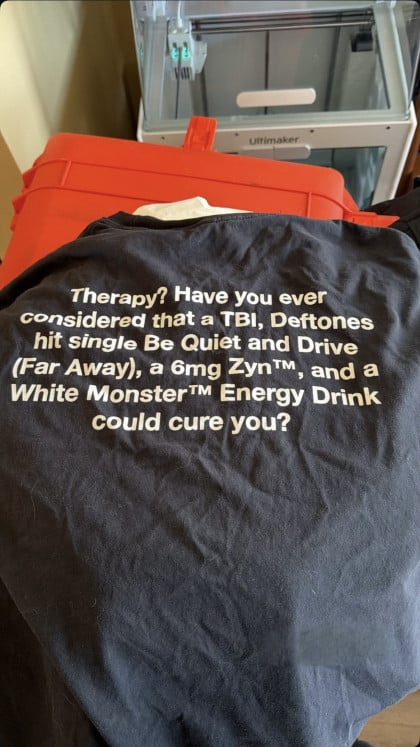 Ultimaker
Therapy? Have you ever
considered that a TBI, Deftones
hit single Be Quiet and Drive
(Far Away), a 6mg Zyn™, and a
White Monster™ Energy Drink
could cure you?